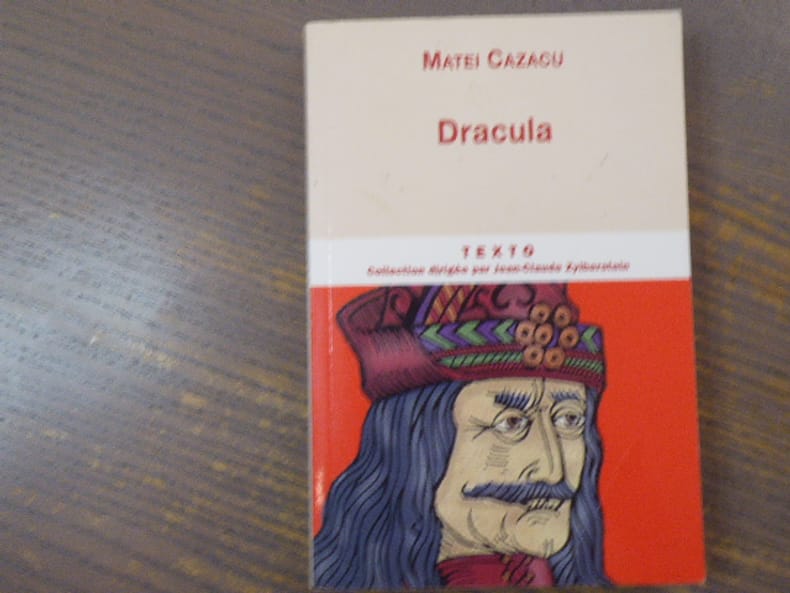 MATEI CAZACU
Dracula
TEXTO
Collection dirigée par Jean-Claude Zylberstein